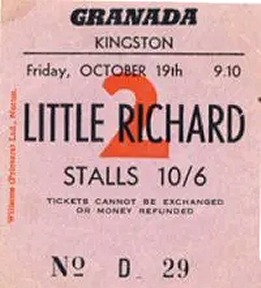 GRANADA
KINGSTON
Friday, OCTOBER 19th 9.10
2
LITTLE RICHARD
STALLS 10/6
TICKETS CANNOT BE EXCHANGED
OR MONEY REFUNDED
Nº D 29
Williams (Printers) Ltd., Neston.